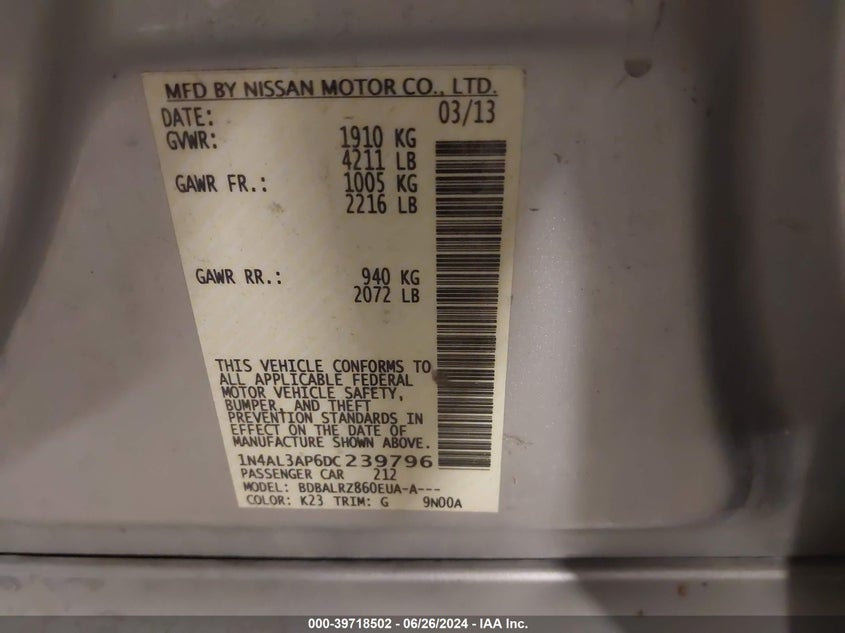 MFD BY NISSAN MOTOR CO., LTD.
DATE: 03/13
GVWR: 1910 KG
4211 LB
GAWR FR.: 1005 KG
2216 LB
GAWR RR.: 940 KG
2072 LB
THIS VEHICLE CONFORMS TO
ALL APPLICABLE FEDERAL
MOTOR VEHICLE SAFETY,
BUMPER, AND THEFT
PREVENTION STANDARDS IN
EFFECT ON THE DATE OF
MANUFACTURE SHOWN ABOVE.
1N4AL3AP6DC239796
PASSENGER CAR 212
MODEL: BDBALRZ860EUA-A---
COLOR: K23 TRIM: G 9N00A
000-39718502 - 06/26/2024 - IAA Inc.